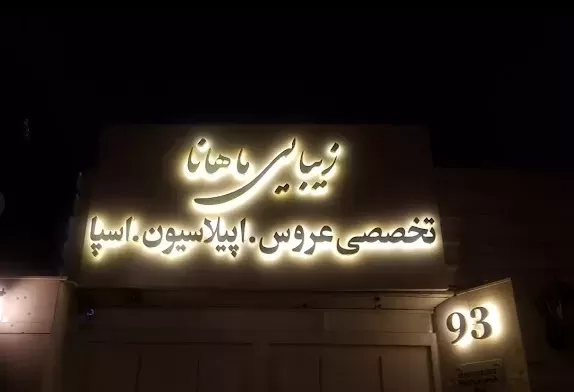 زیبایی ماهانا
تخصصی عروس.اپیلاسیون.اسپا
93